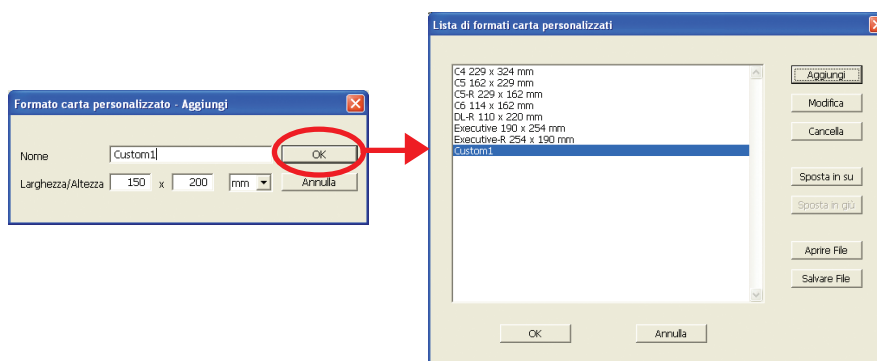 Formato carta personalizzato - Aggiungi
Nome Custom1 OK
Larghezza/Altezza 150 x 200 mm Annulla
Lista di formati carta personalizzati
C4 229 x 324 mm
C5 162 x 229 mm
C5-R 229 x 162 mm
C6 114 x 162 mm
DL-R 110 x 220 mm
Executive 190 x 254 mm
Executive-R 254 x 190 mm
Custom1
Aggiungi
Modifica
Cancella
Sposta in su
Sposta in giù
Aprire File
Salvare File
OK Annulla